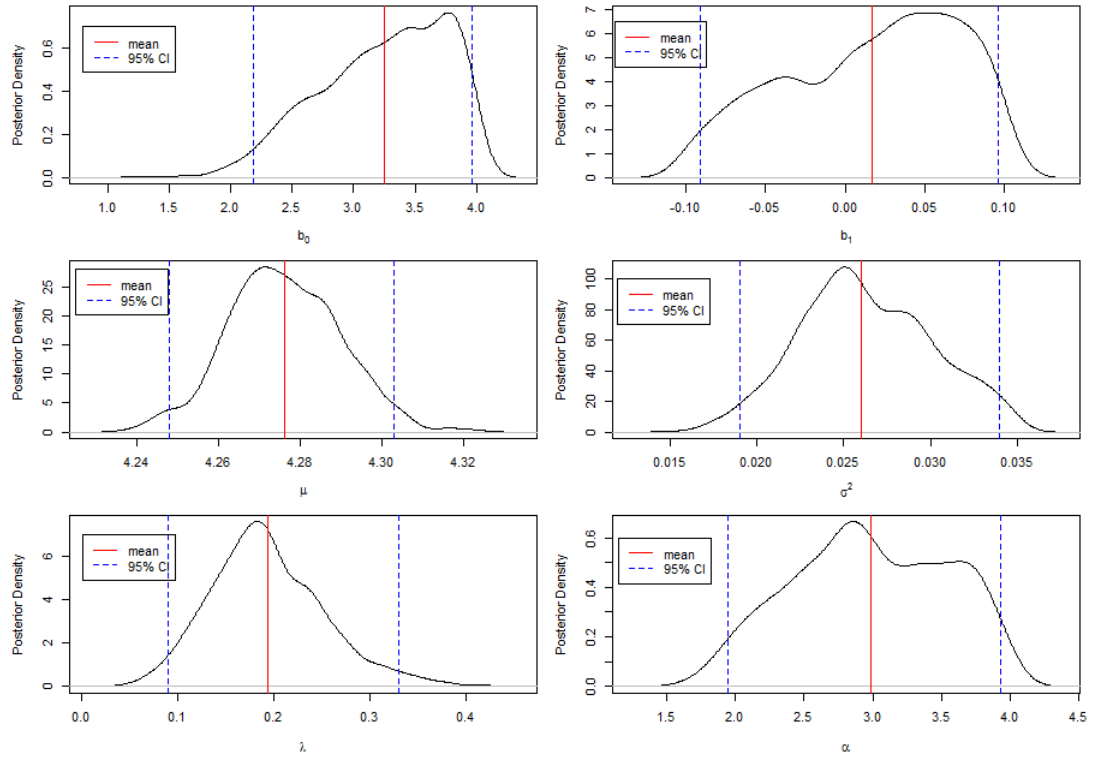 Posterior Density
0.0 0.2 0.4 0.6
mean
95% CI
1.0 1.5 2.0 2.5 3.0 3.5 4.0
b₀
Posterior Density
0 1 2 3 4 5 6 7
mean
95% CI
-0.10 -0.05 0.00 0.05 0.10
b₁
Posterior Density
0 5 10 15 20 25
mean
95% CI
4.24 4.26 4.28 4.30 4.32
μ
Posterior Density
0 20 40 60 80 100
mean
95% CI
0.015 0.020 0.025 0.030 0.035
σ²
Posterior Density
0 2 4 6
mean
95% CI
0.0 0.1 0.2 0.3 0.4
λ
Posterior Density
0.0 0.2 0.4 0.6
mean
95% CI
1.5 2.0 2.5 3.0 3.5 4.0 4.5
α